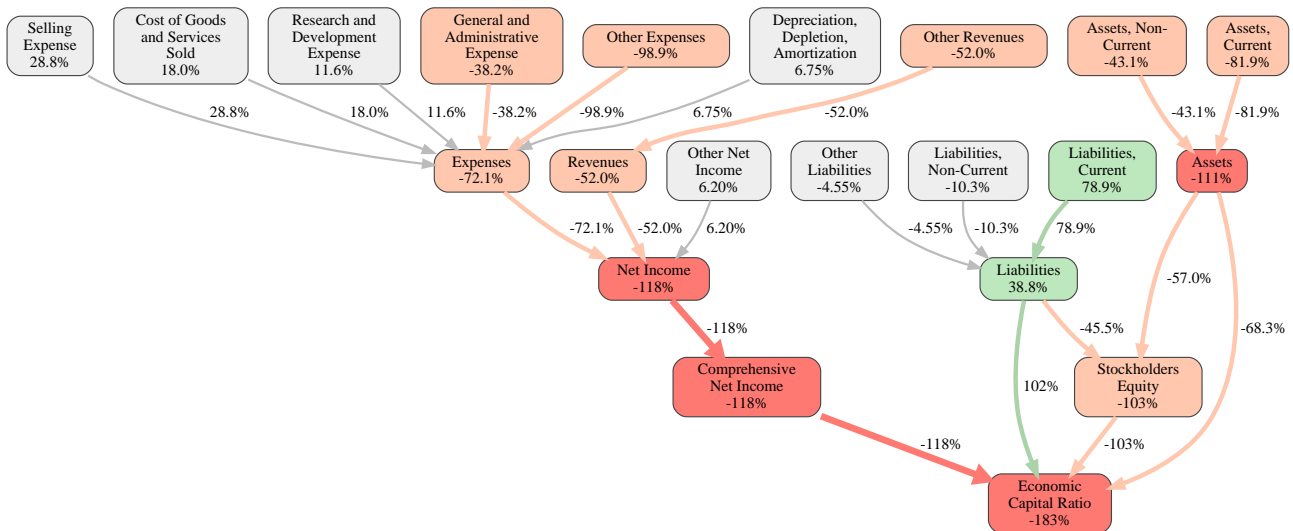 Selling
Expense
28.8%
Cost of Goods
and Services
Sold
18.0%
Research and
Development
Expense
11.6%
General and
Administrative
Expense
-38.2%
Other Expenses
-98.9%
Depreciation,
Depletion,
Amortization
6.75%
Other Revenues
-52.0%
Assets, Non-
Current
-43.1%
Assets,
Current
-81.9%
28.8%
18.0%
11.6%
-38.2%
-98.9%
6.75%
-52.0%
-43.1%
-81.9%
Expenses
-72.1%
Revenues
-52.0%
Other Net
Income
6.20%
Other
Liabilities
-4.55%
Liabilities,
Non-Current
-10.3%
Liabilities,
Current
78.9%
Assets
-111%
-72.1%
-52.0%
6.20%
-4.55%
-10.3%
78.9%
Net Income
-118%
Liabilities
38.8%
-57.0%
-118%
-45.5%
-68.3%
Comprehensive
Net Income
-118%
102%
Stockholders
Equity
-103%
-118%
-103%
Economic
Capital Ratio
-183%